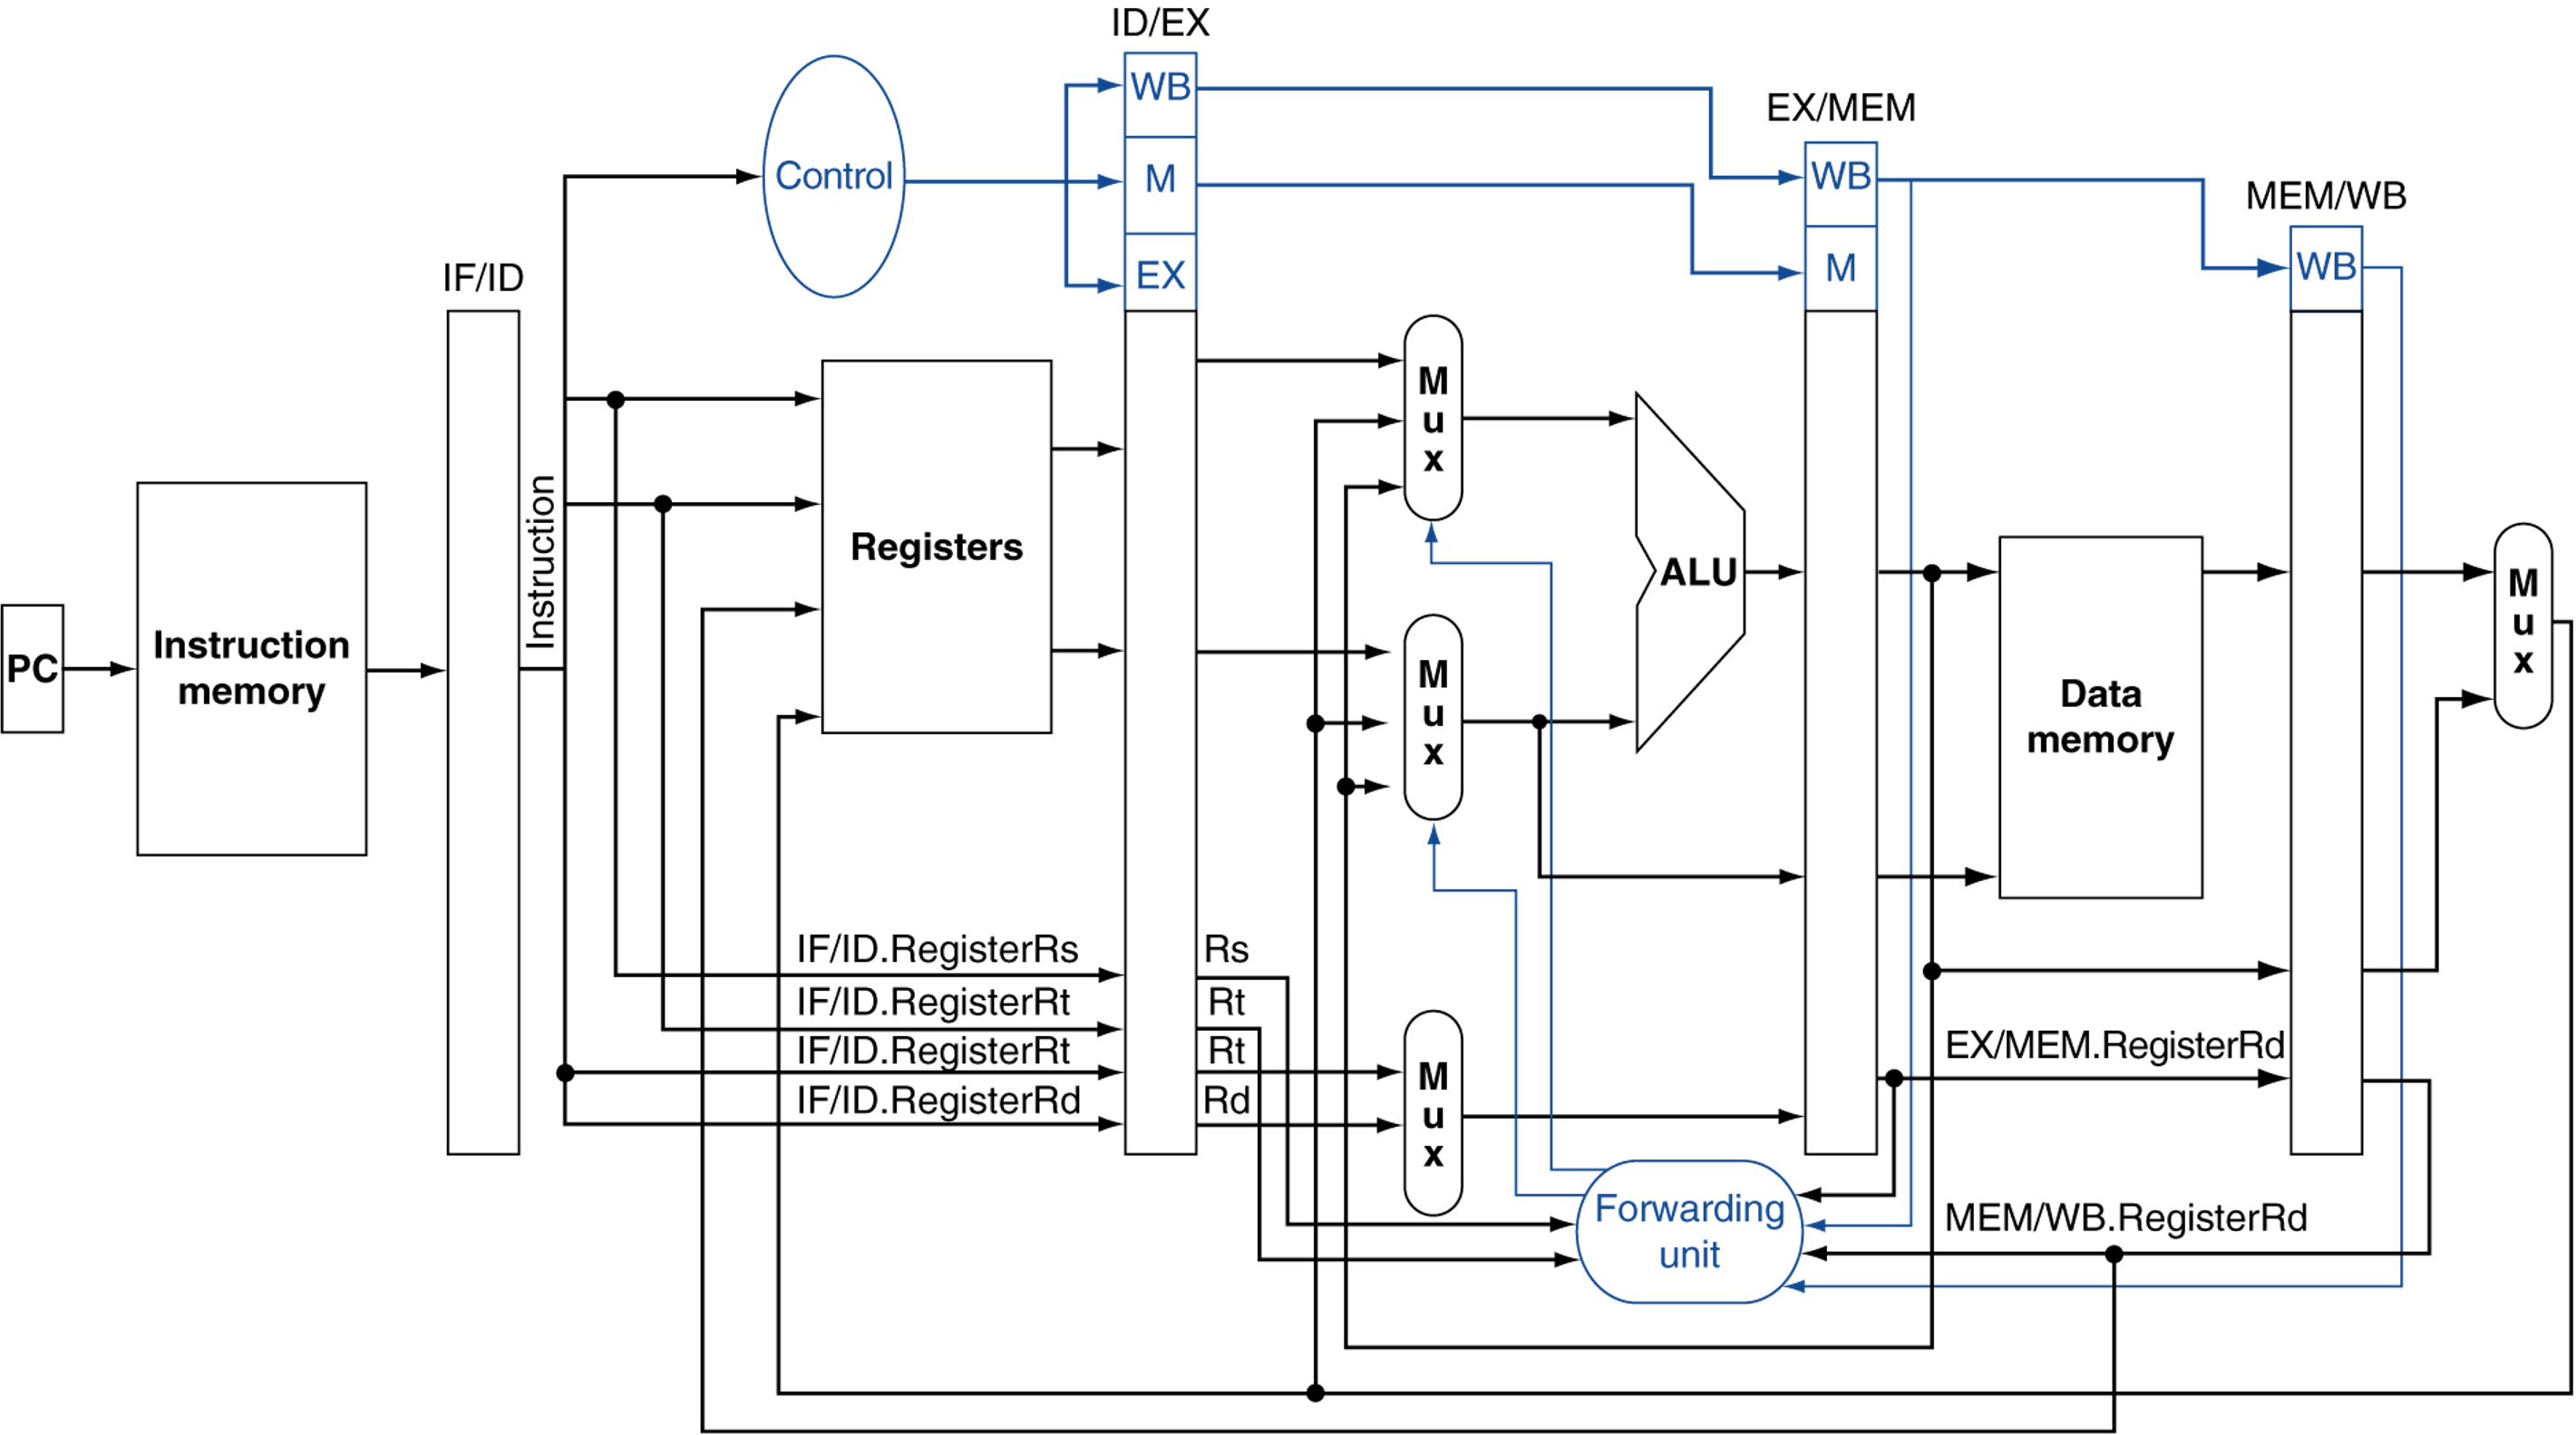 ID/EX
WB
EX/MEM
Control
M
WB
MEM/WB
EX
M
WB
IF/ID
M
u
x
Instruction
Registers
ALU
M
u
x
PC
Instruction
memory
M
u
x
Data
memory
IF/ID.RegisterRs
Rs
IF/ID.RegisterRt
Rt
IF/ID.RegisterRt
Rt
EX/MEM.RegisterRd
IF/ID.RegisterRd
Rd
M
u
x
Forwarding
unit
MEM/WB.RegisterRd